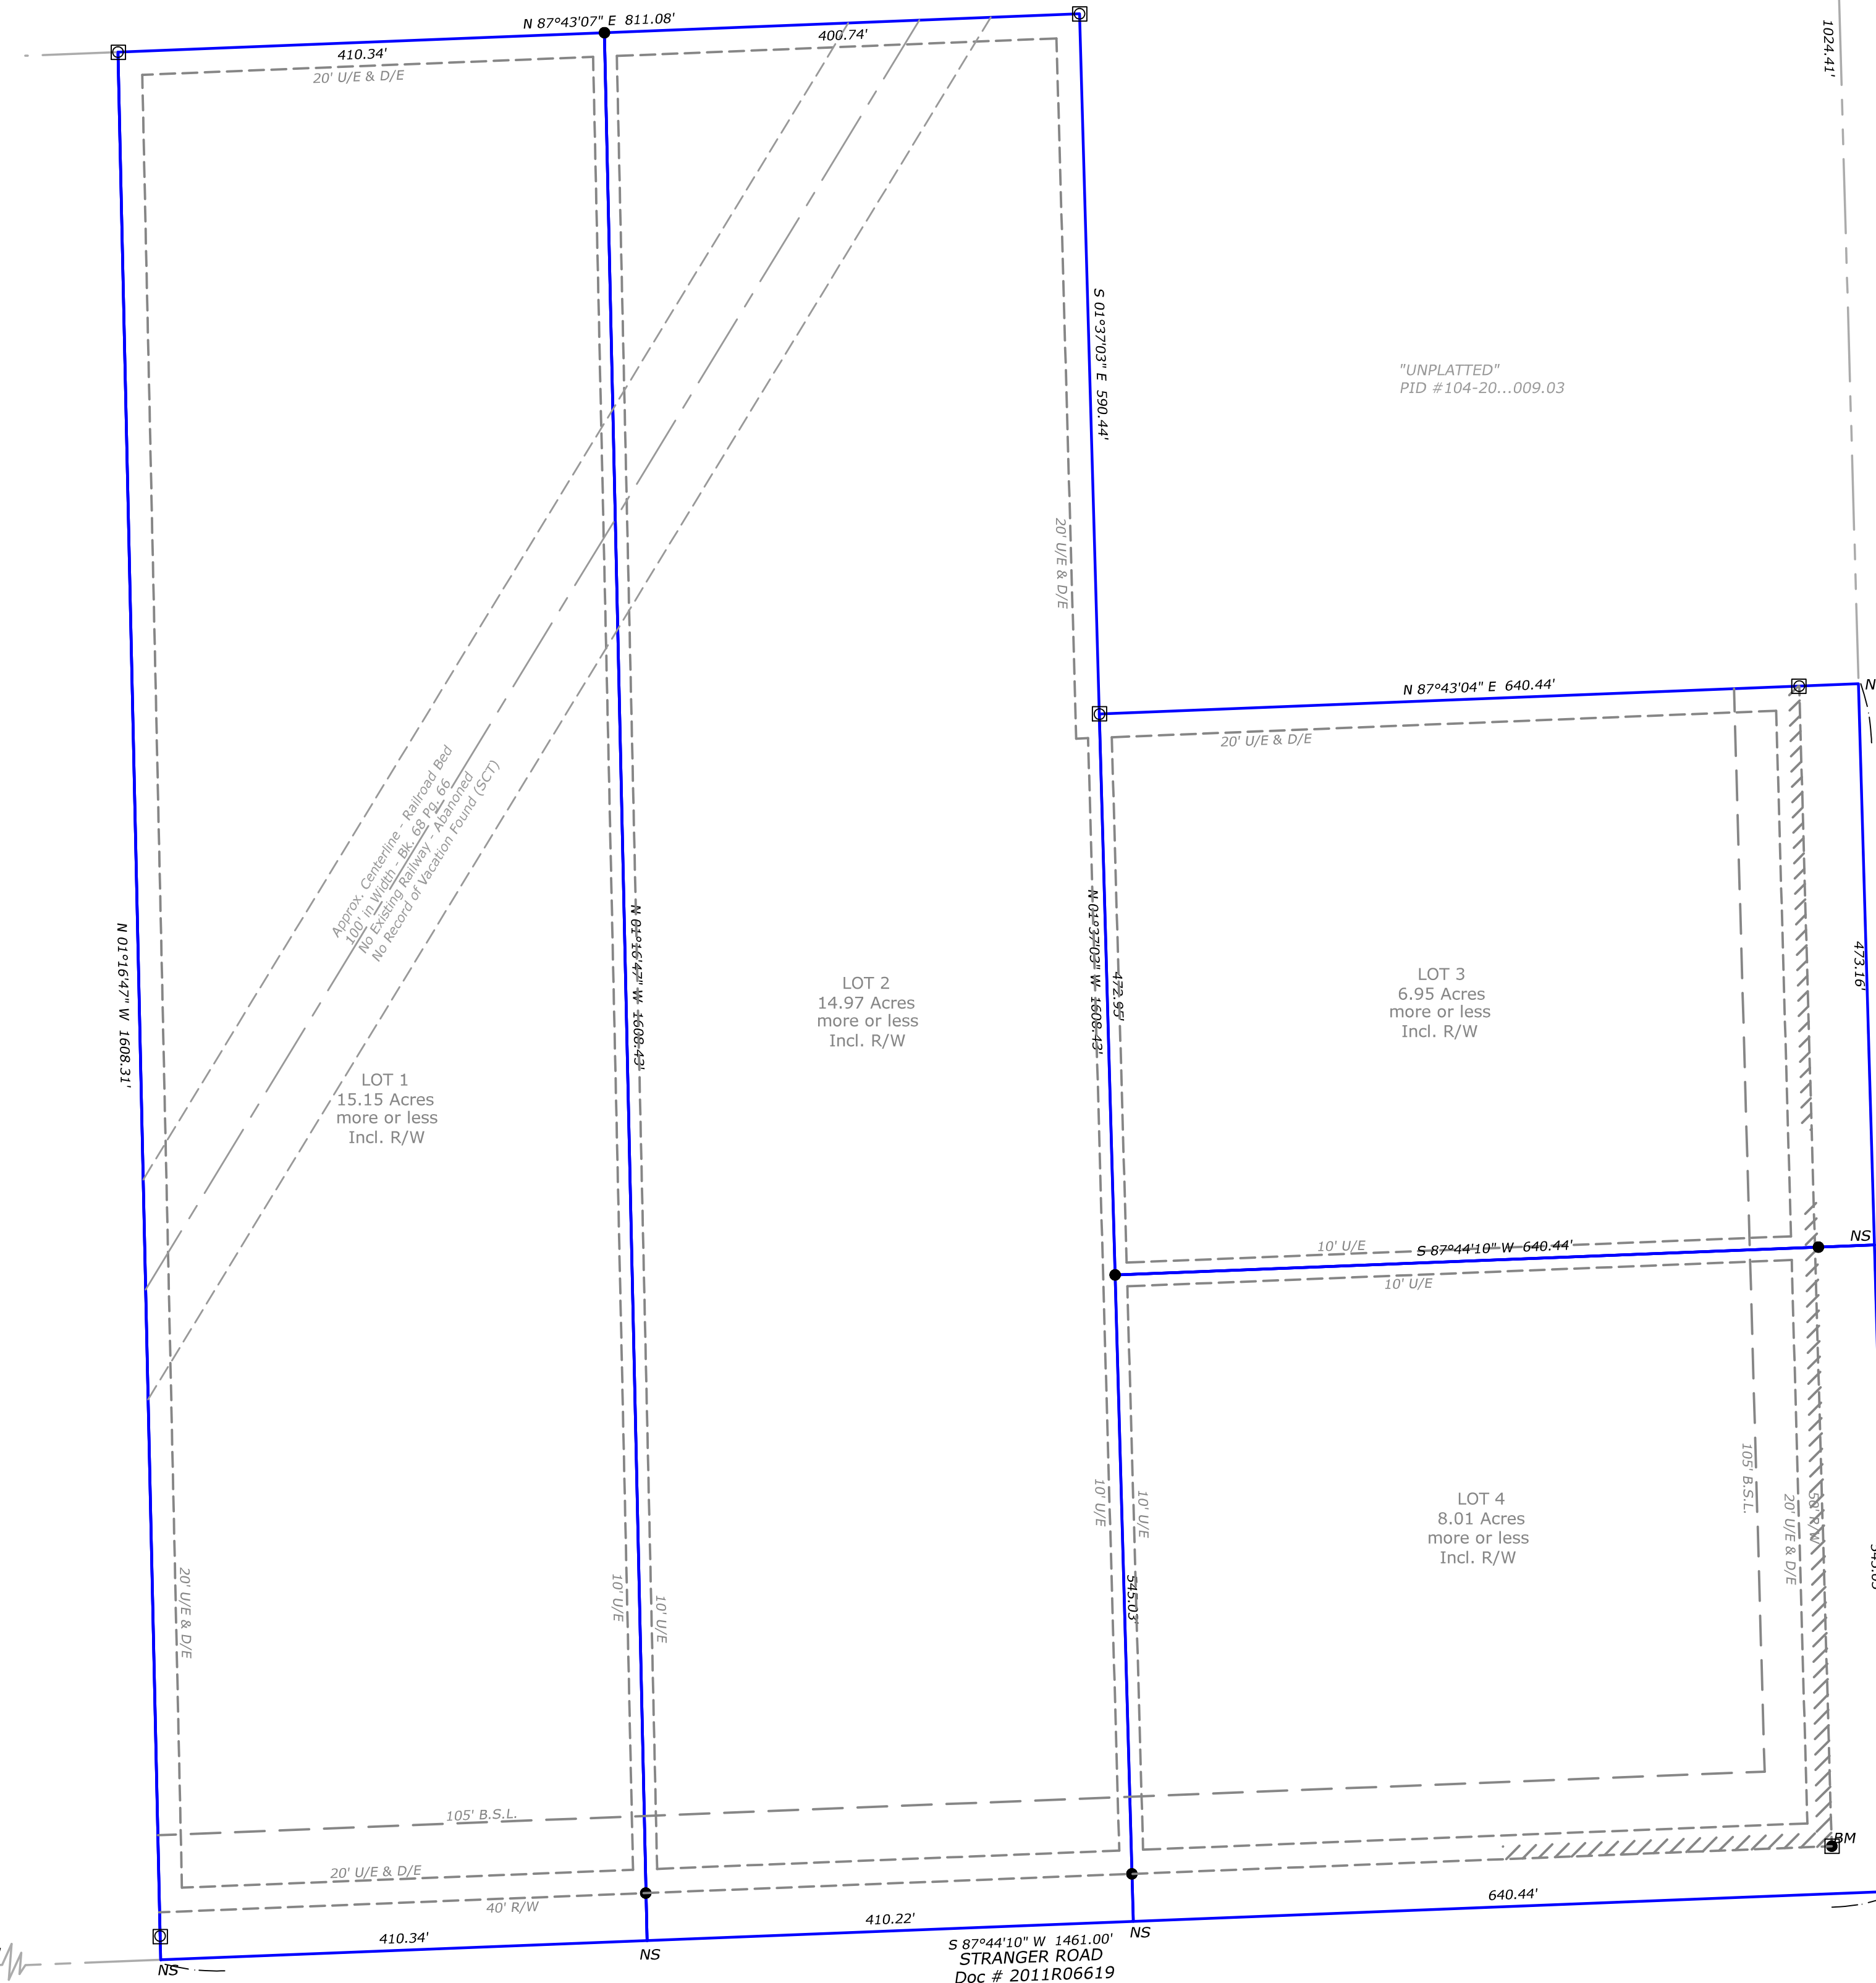 N 87°43'07" E  811.08'
410.34'
400.74'
20' U/E & D/E
1024.41'
S 01°37'03" E  590.44'
"UNPLATTED"
PID #104-20...009.03
20' U/E & D/E
N 87°43'04" E  640.44'
N
20' U/E & D/E
Approx. Centerline - Railroad Bed
100' in Width - Bk. 68 Pg. 66
No Existing Railway - Abanoned
No Record of Vacation Found (SCT)
N 01°16'47" W  1608.31'
N 01°16'47" W  1608.43'
N 01°37'03" W  1608.43'
472.95'
473.16'
LOT 2
14.97 Acres
more or less
Incl. R/W
LOT 3
6.95 Acres
more or less
Incl. R/W
LOT 1
15.15 Acres
more or less
Incl. R/W
10' U/E
S 87°44'10" W  640.44'
NS
10' U/E
105' B.S.L.
20' U/E & D/E
50' R/W
10' U/E
10' U/E
LOT 4
8.01 Acres
more or less
Incl. R/W
545.03'
20' U/E & D/E
10' U/E
10' U/E
105' B.S.L.
BM
20' U/E & D/E
40' R/W
410.34'
410.22'
640.44'
NS
NS
NS
S 87°44'10" W  1461.00'
STRANGER ROAD
Doc # 2011R06619